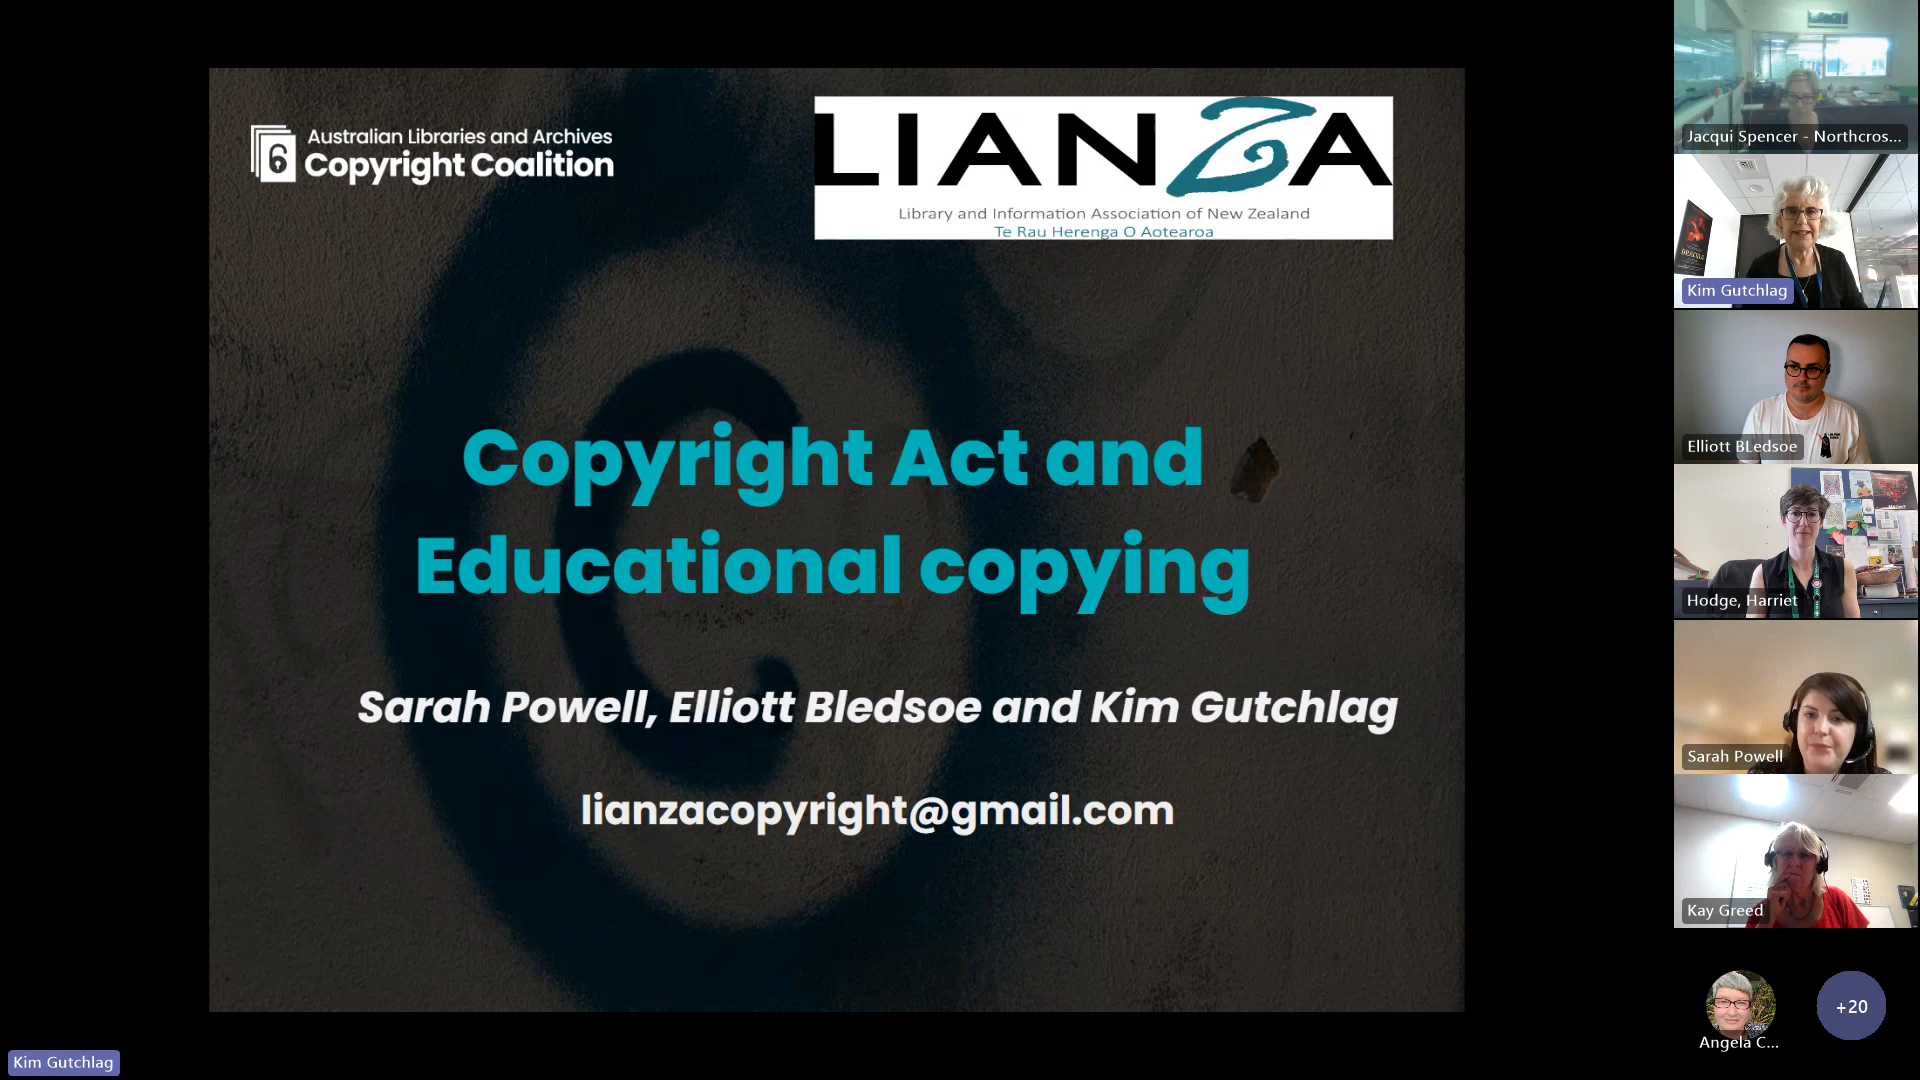 Australian Libraries and Archives
Copyright Coalition
LIANZA
Library and Information Association of New Zealand
Te Rau Herenga O Aotearoa
Copyright Act and
Educational copying
Sarah Powell, Elliott Bledsoe and Kim Gutchlag
lianzacopyright@gmail.com
Kim Gutchlag
Jacqui Spencer - Northcros...
DRACULA
Kim Gutchlag
Elliott BLedsoe
Hodge, Harriet
Sarah Powell
Kay Greed
Angela C...
+20